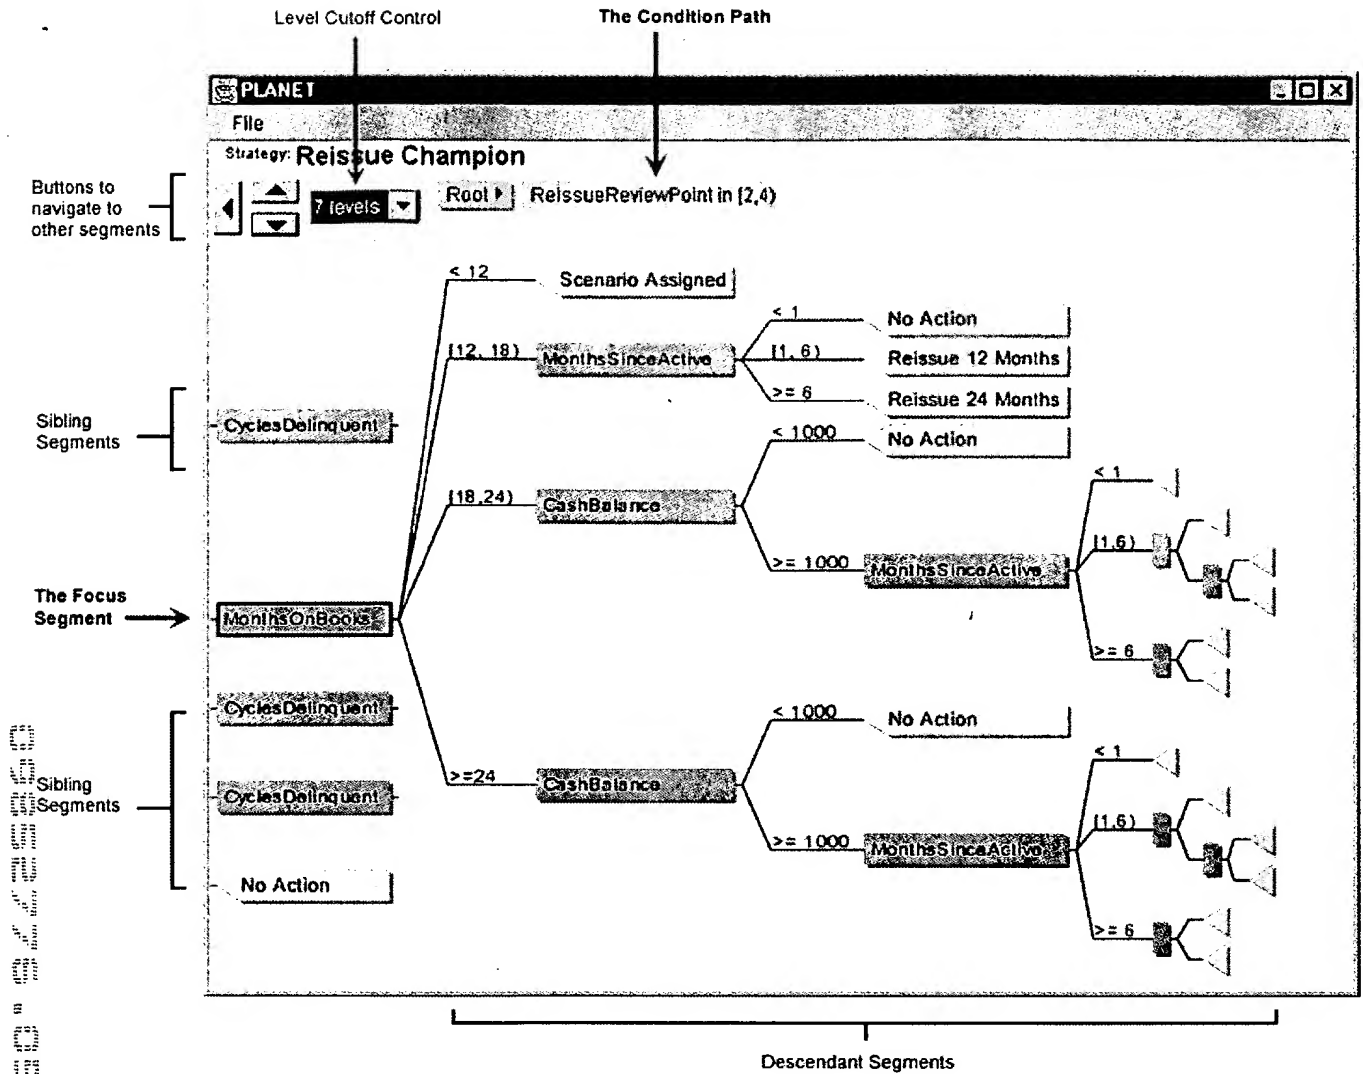 Level Cutoff Control
The Condition Path
PLANET
File
Strategy: Reissue Champion
Buttons to
navigate to
other segments
7 levels
Root
ReissueReviewPoint in [2,4)
< 12
Scenario Assigned
[12, 18)
MonthsSinceActive
< 1
No Action
[1, 6)
Reissue 12 Months
>= 6
Reissue 24 Months
Sibling
Segments
CyclesDelinquent
< 1000
No Action
[18,24)
CashBalance
>= 1000
MonthsSinceActive
< 1
[1,6)
>= 6
The Focus
Segment
MonthsOnBooks
CyclesDelinquent
Sibling
Segments
CyclesDelinquent
No Action
>=24
CashBalance
< 1000
No Action
>= 1000
MonthsSinceActive
< 1
[1,6)
>= 6
Descendant Segments